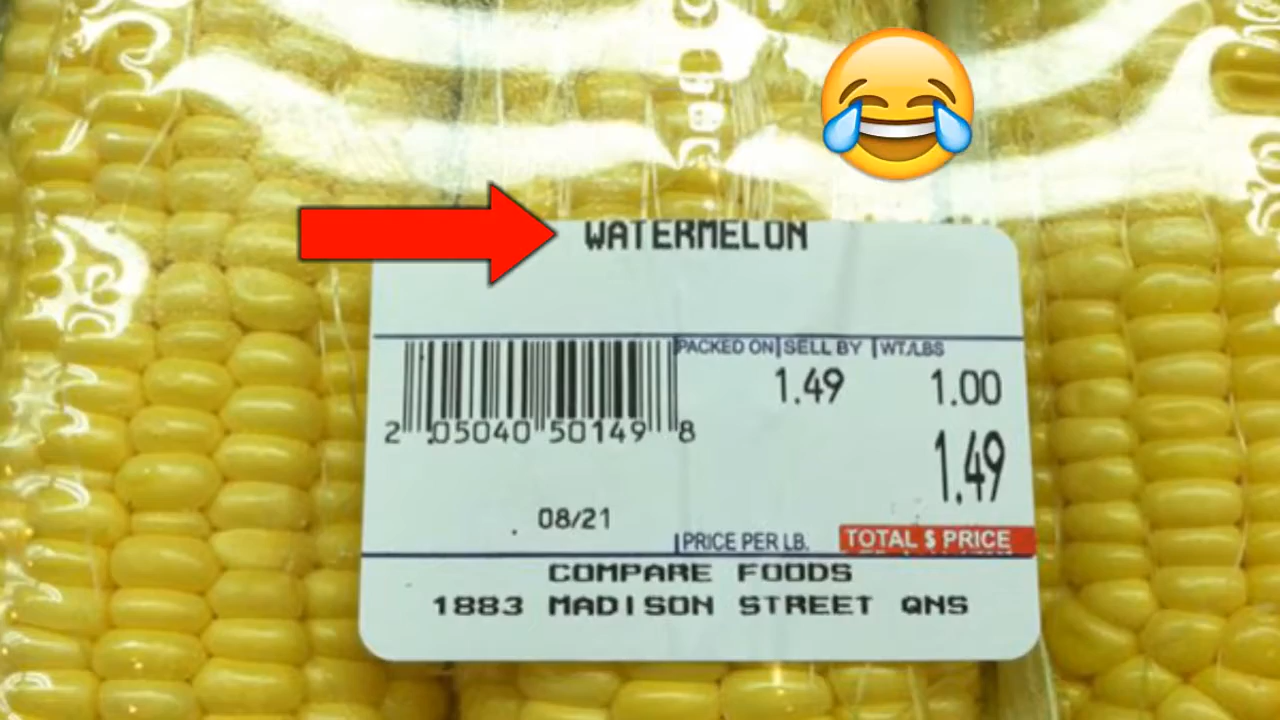 WATERMELON
PACKED ON SELL BY WT/LBS
1.49 1.00
2 05040 50149 8
1.49
08/21
PRICE PER LB. TOTAL $ PRICE
COMPARE FOODS
1883 MADISON STREET QNS